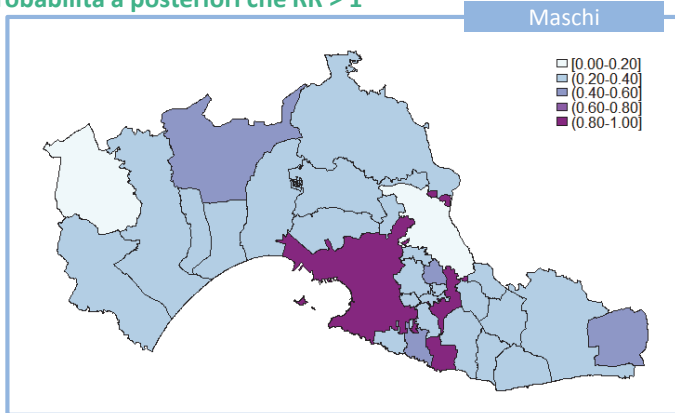 robabilità a posteriori che RR > 1
Maschi
[0.00-0.20]
(0.20-0.40]
(0.40-0.60]
(0.60-0.80]
(0.80-1.00]